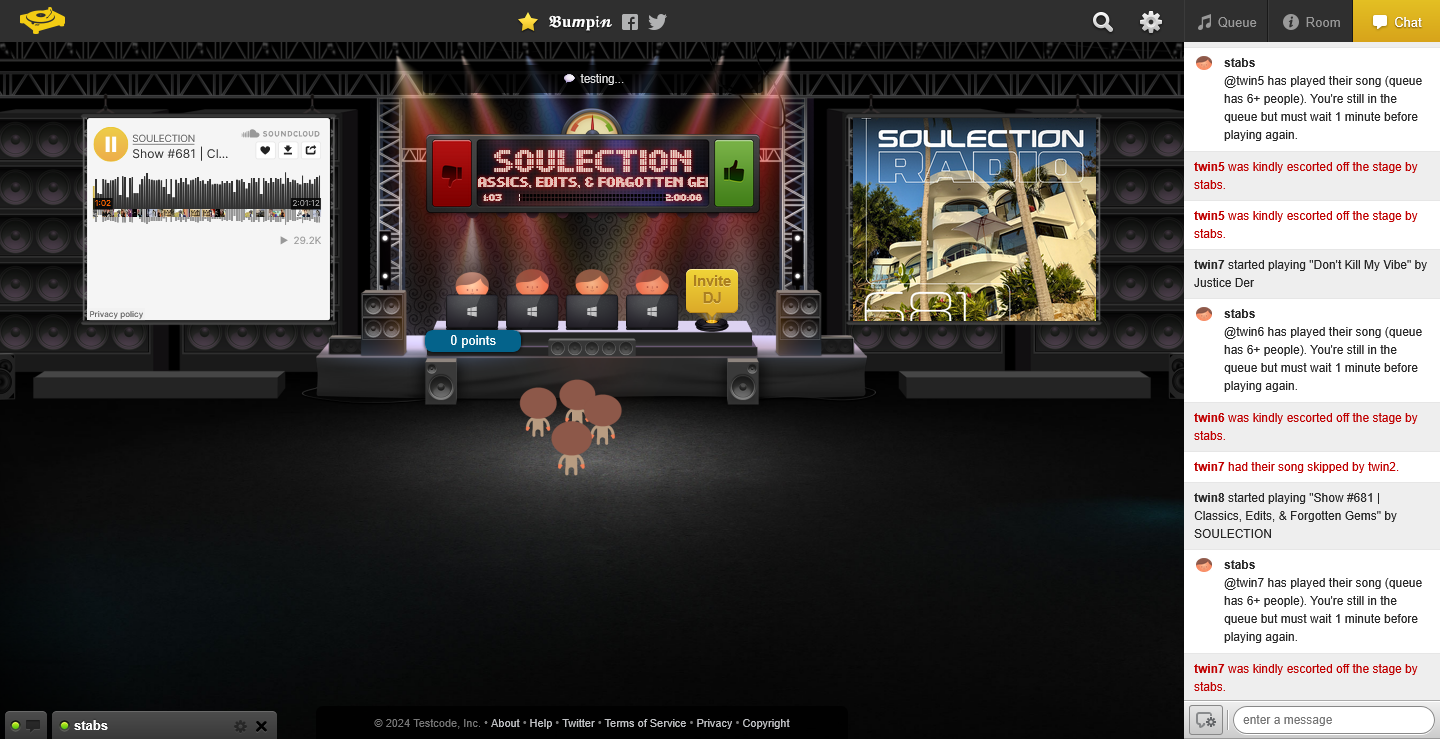 𝕭𝖚𝒎𝒑𝔦𝓷
Queue
Room
Chat
testing...
SOULECTION
Show #681 | Cl...
SOUNDCLOUD
1:02
2:01:12
29.2K
Privacy policy
SOULECTION
ASSICS, EDITS, & FORGOTTEN GE
1:03
2:00:08
Invite
DJ
0 points
SOULECTION
RADIO
681
stabs
@twin5 has played their song (queue
has 6+ people). You're still in the
queue but must wait 1 minute before
playing again.
twin5 was kindly escorted off the stage by
stabs.
twin5 was kindly escorted off the stage by
stabs.
twin7 started playing "Don't Kill My Vibe" by
Justice Der
stabs
@twin6 has played their song (queue
has 6+ people). You're still in the
queue but must wait 1 minute before
playing again.
twin6 was kindly escorted off the stage by
stabs.
twin7 had their song skipped by twin2.
twin8 started playing "Show #681 |
Classics, Edits, & Forgotten Gems" by
SOULECTION
stabs
@twin7 has played their song (queue
has 6+ people). You're still in the
queue but must wait 1 minute before
playing again.
twin7 was kindly escorted off the stage by
stabs.
stabs
© 2024 Testcode, Inc. • About • Help • Twitter • Terms of Service • Privacy • Copyright
enter a message